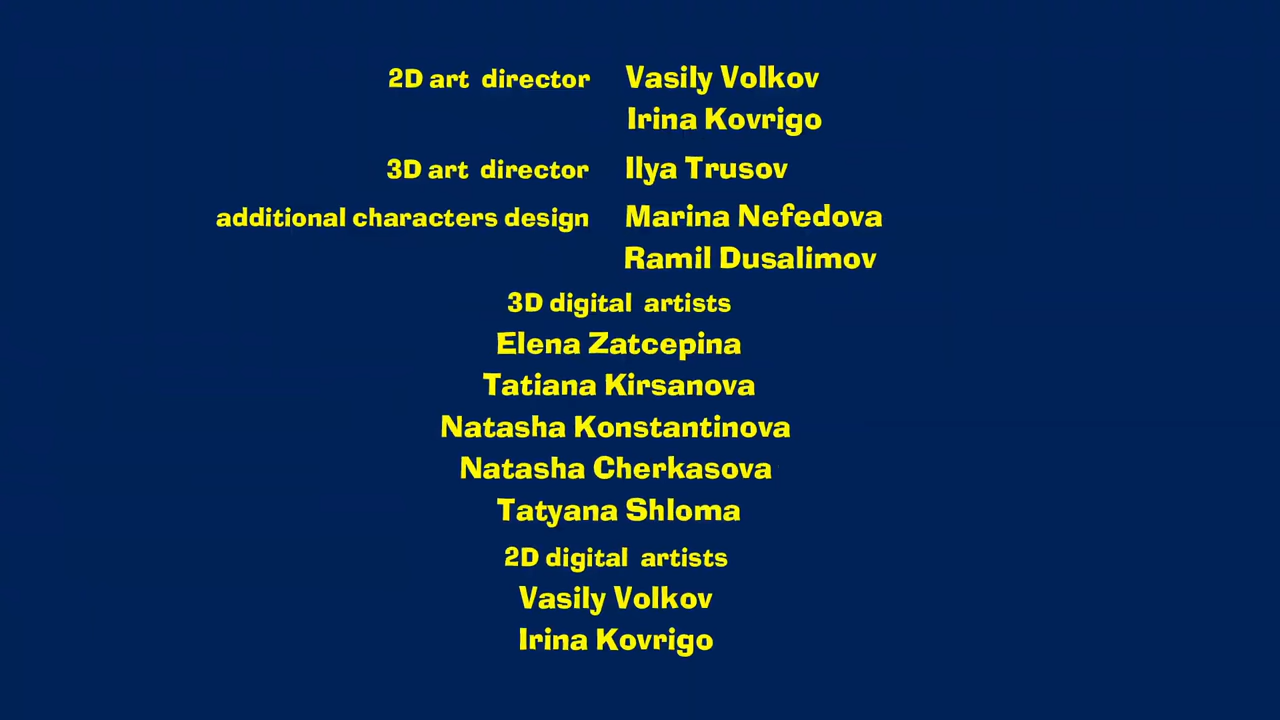 2D art director Vasily Volkov
Irina Kovrigo
3D art director Ilya Trusov
additional characters design Marina Nefedova
Ramil Dusalimov
3D digital artists
Elena Zatcepina
Tatiana Kirsanova
Natasha Konstantinova
Natasha Cherkasova
Tatyana Shloma
2D digital artists
Vasily Volkov
Irina Kovrigo